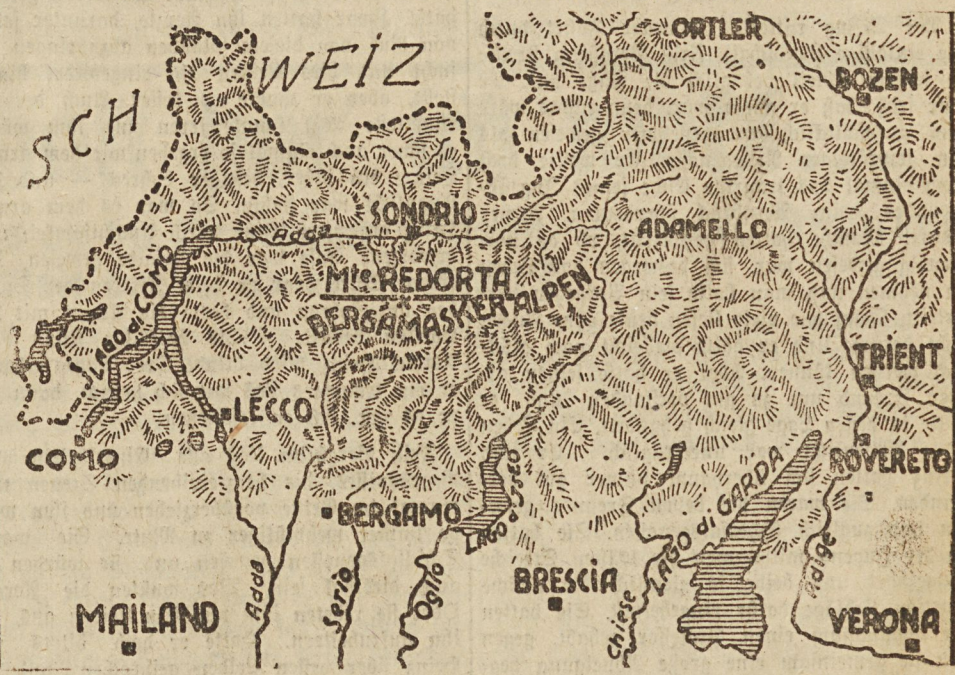 SCHWEIZ
ORTLER
BOZEN
SONDRIO
Adda
ADAMELLO
Mte. REDORTA
BERGAMASKER-ALPEN
LAGO di COMO
TRIENT
LECCO
COMO
ROVERETO
BERGAMO
LAGO d'ISEO
LAGO di GARDA
Adda
Serio
Oglio
BRESCIA
Chiese
Adige
MAILAND
VERONA